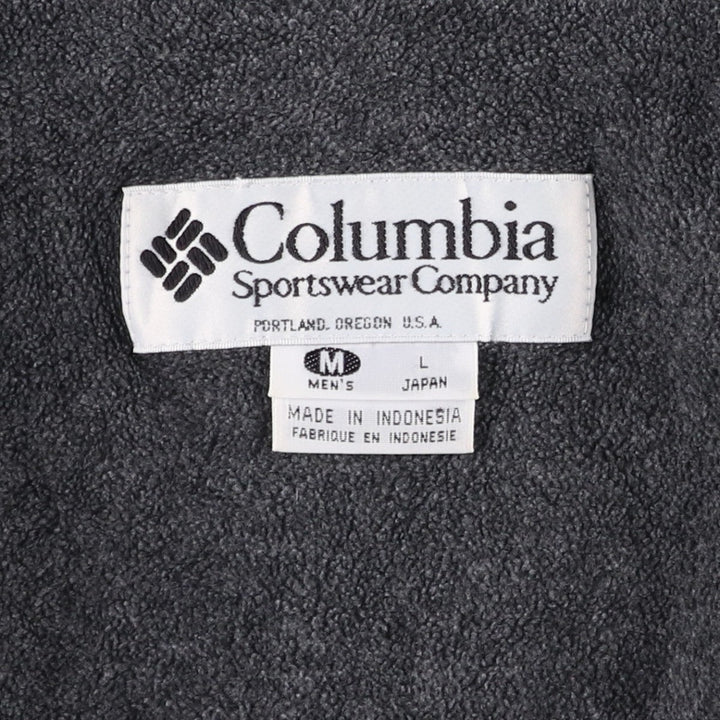 Columbia
Sportswear Company
PORTLAND. OREGON U.S.A.
M L
MEN'S JAPAN
MADE IN INDONESIA
FABRIQUE EN INDONESIE